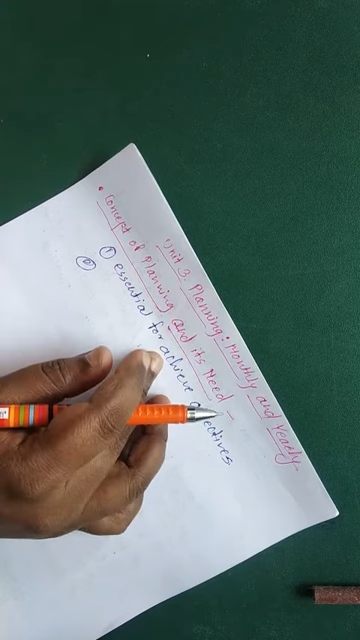 Unit 3. Planning: Monthly and Yearly
• Concept of Planning and its Need -
① essential for achieve objectives
②